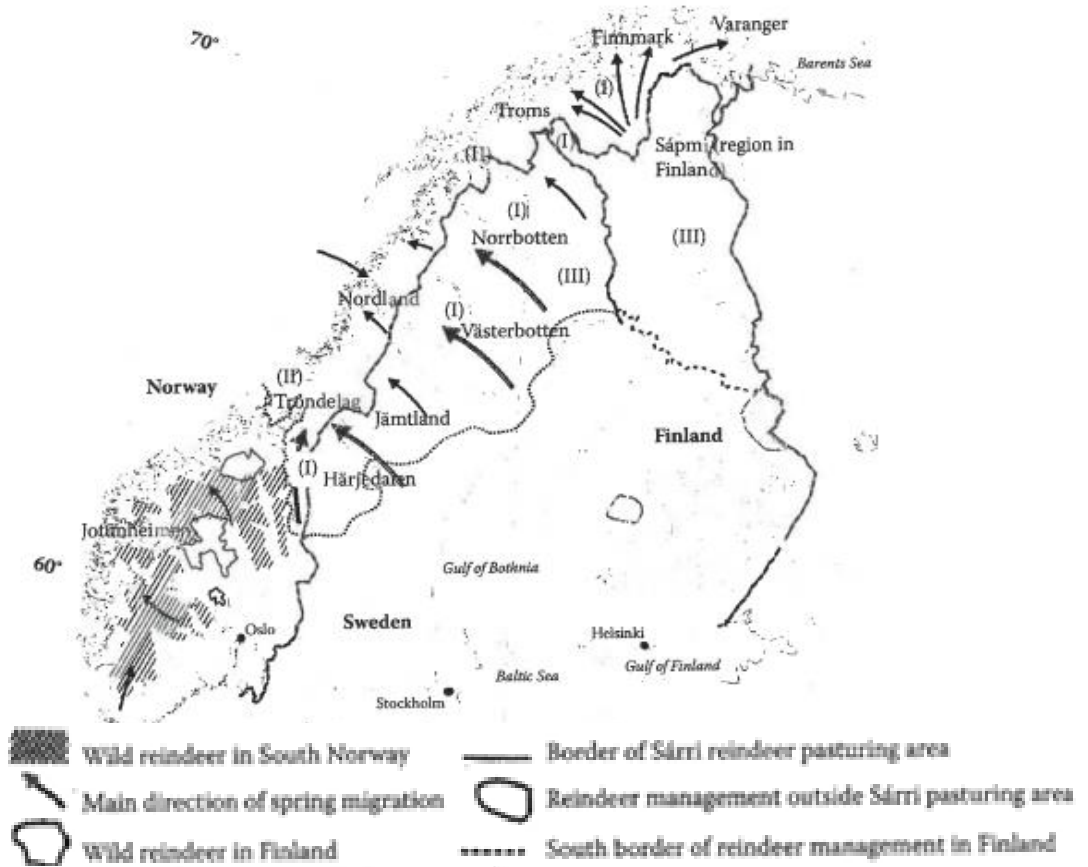 Varanger
70°
Finnmark
Barents Sea
(I)
Troms
(I)
Sápmi (region in
Finland)
(II)
(I)
(III)
Norrbotten
(III)
Nordland
(I)
Västerbotten
Norway
(II)
Tröndelag
Jämtland
Finland
(I)
Härjedaren
Jotunheimen
60°
Gulf of Bothnia
Oslo
Sweden
Helsinki
Gulf of Finland
Baltic Sea
Stockholm
Wild reindeer in South Norway
Border of Sárri reindeer pasturing area
Main direction of spring migration
Reindeer management outside Sárri pasturing area
Wild reindeer in Finland
South border of reindeer management in Finland